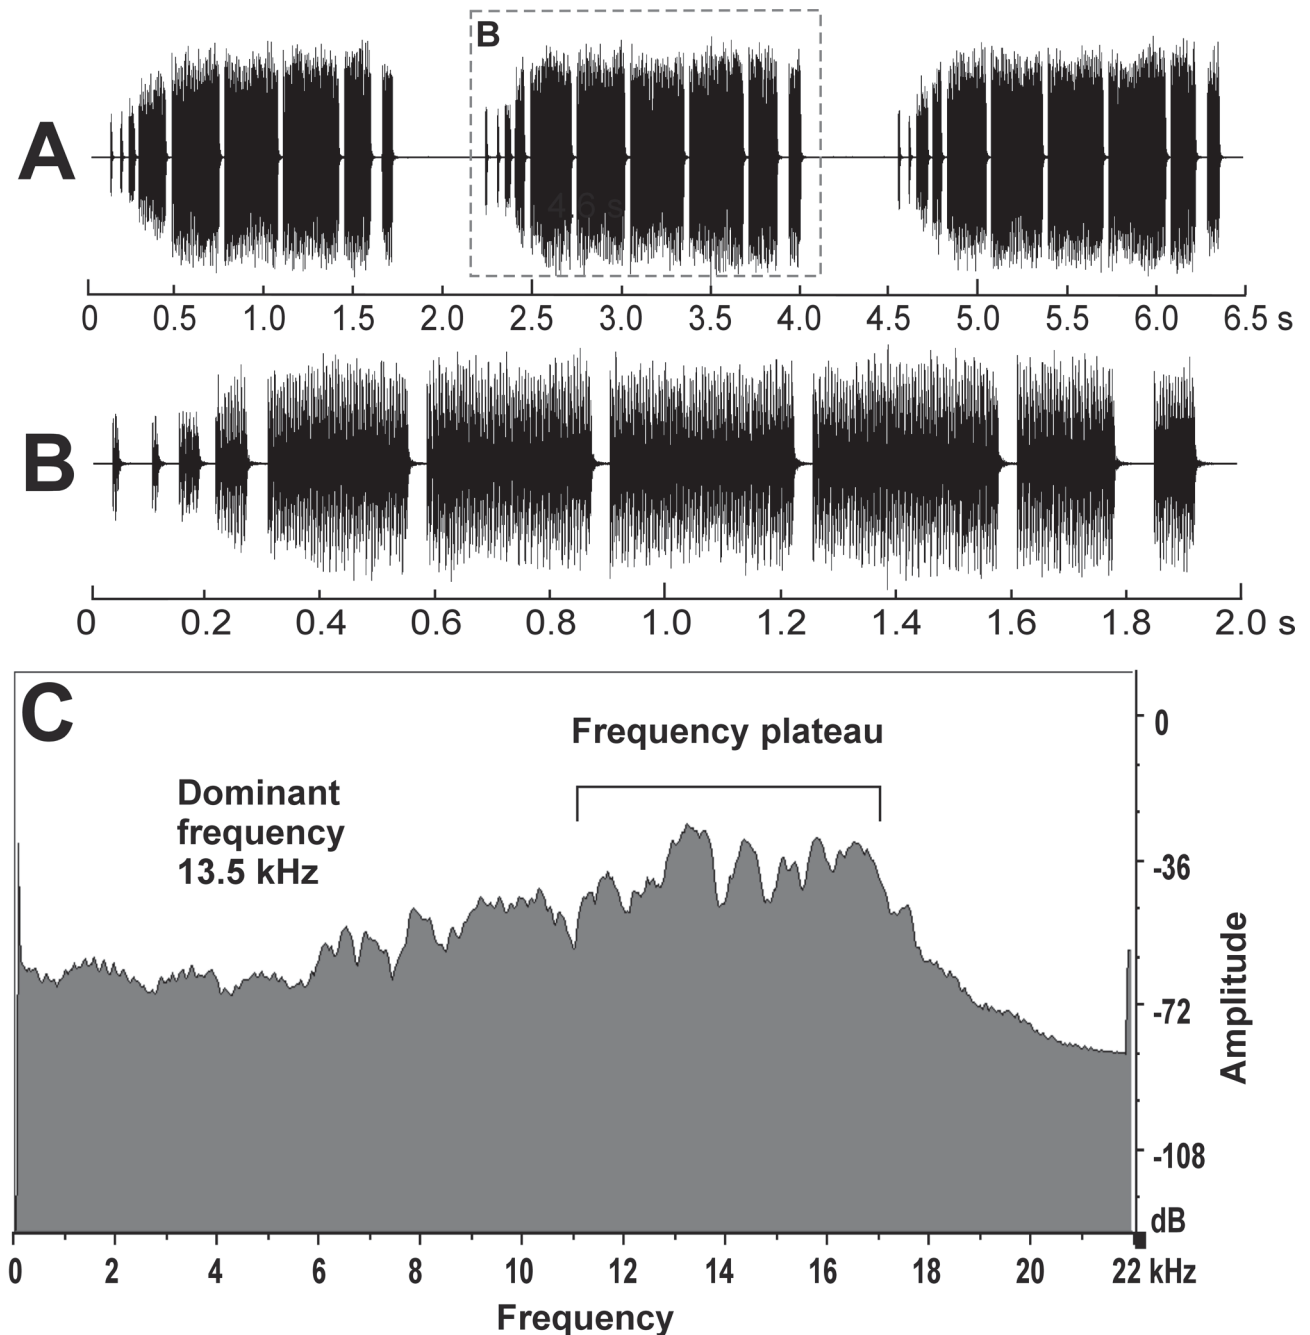 B
A
4.6 s
0 0.5 1.0 1.5 2.0 2.5 3.0 3.5 4.0 4.5 5.0 5.5 6.0 6.5 s
B
0 0.2 0.4 0.6 0.8 1.0 1.2 1.4 1.6 1.8 2.0 s
C
Frequency plateau
Dominant
frequency
13.5 kHz
0
-36
-72
-108
dB
Amplitude
0 2 4 6 8 10 12 14 16 18 20 22 kHz
Frequency